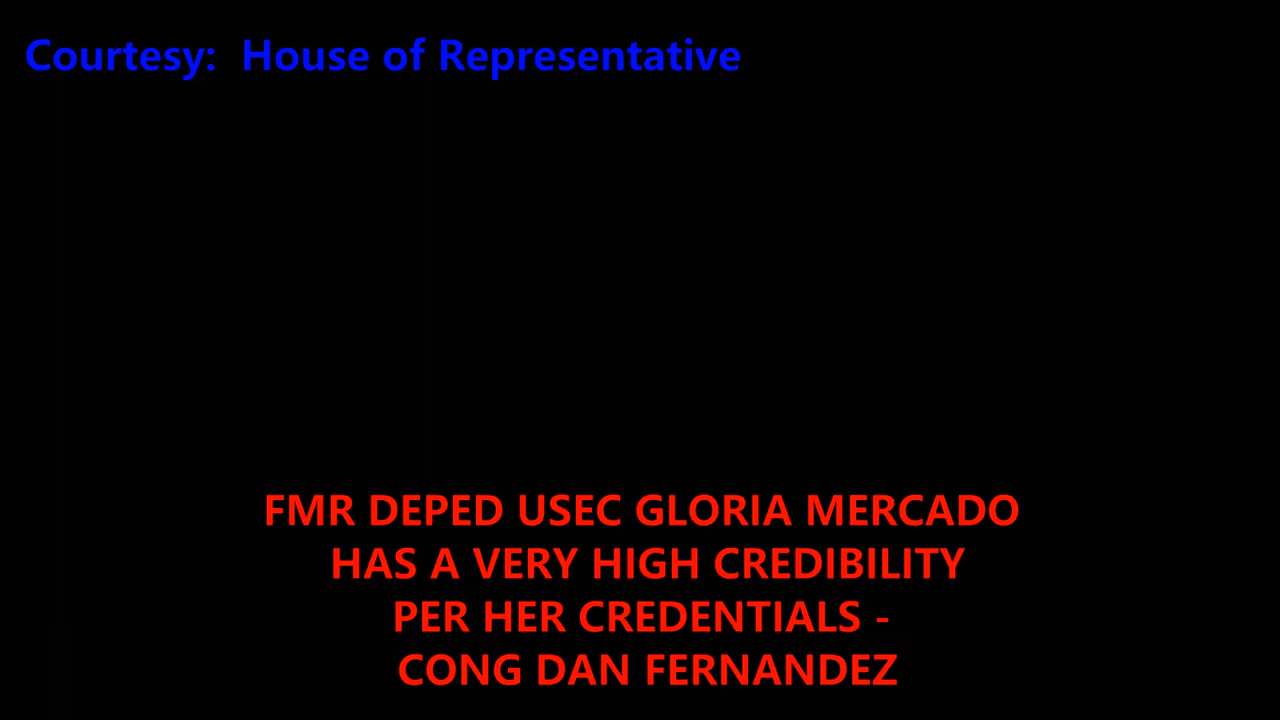 Courtesy:  House of Representative
FMR DEPED USEC GLORIA MERCADO
HAS A VERY HIGH CREDIBILITY
PER HER CREDENTIALS -
CONG DAN FERNANDEZ